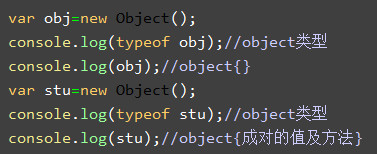 var obj=new Object();
console.log(typeof obj);//object类型
console.log(obj);//object{}
var stu=new Object();
console.log(typeof stu);//object类型
console.log(stu);//object{成对的值及方法}